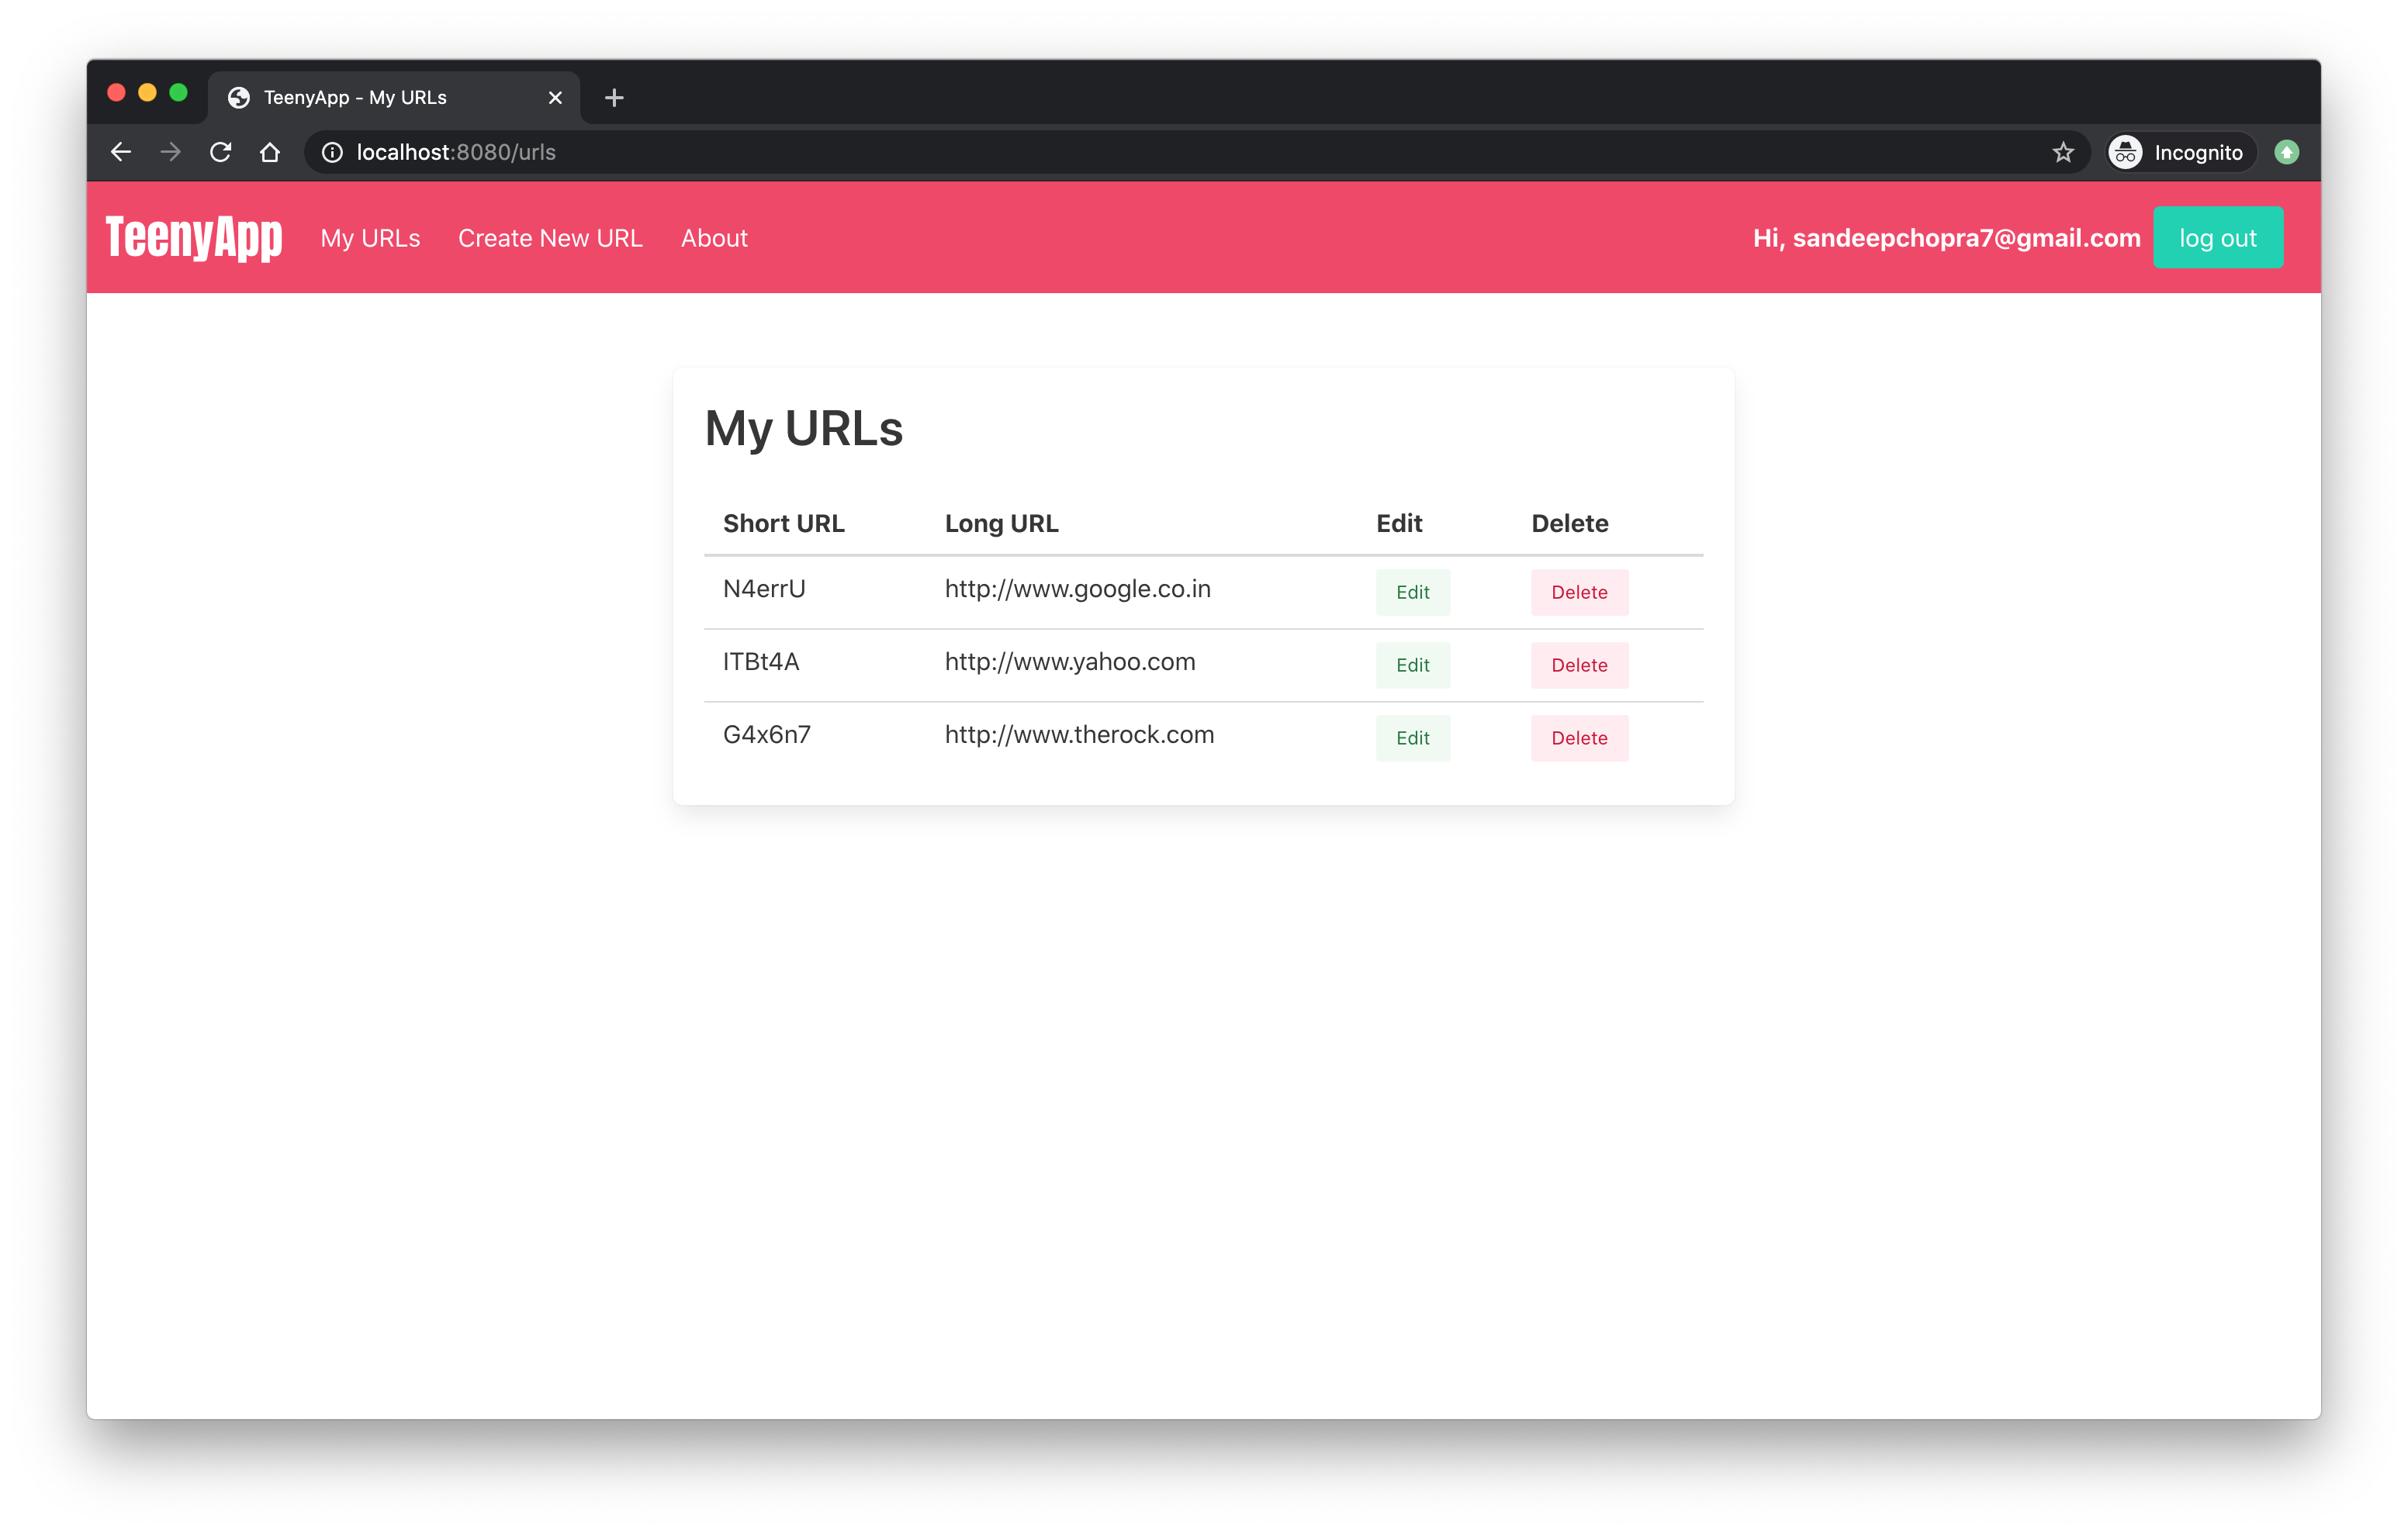 TeenyApp - My URLs
localhost:8080/urls
Incognito
TeenyApp My URLs Create New URL About Hi, sandeepchopra7@gmail.com log out
My URLs
Short URL Long URL Edit Delete
N4errU http://www.google.co.in Edit Delete
ITBt4A http://www.yahoo.com Edit Delete
G4x6n7 http://www.therock.com Edit Delete